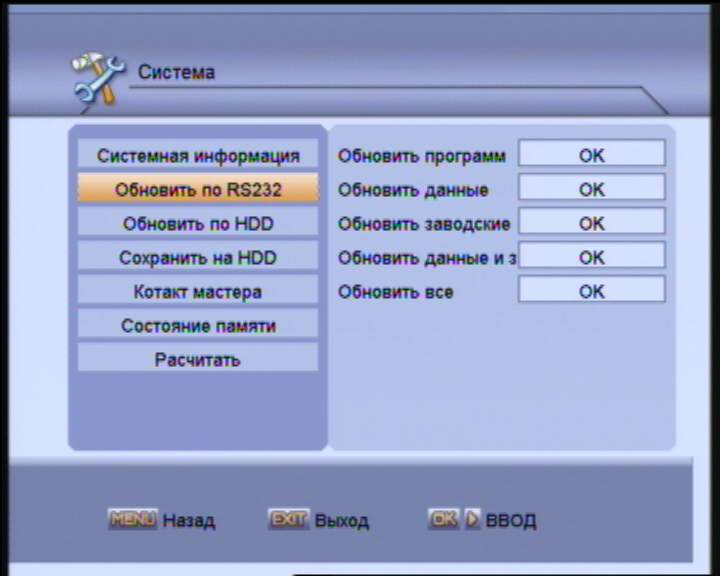 Система
Системная информация
Обновить по RS232
Обновить по HDD
Сохранить на HDD
Котакт мастера
Состояние памяти
Расчитать
Обновить программ OK
Обновить данные OK
Обновить заводские OK
Обновить данные и з OK
Обновить все OK
MENU Назад EXIT Выход OK ВВОД